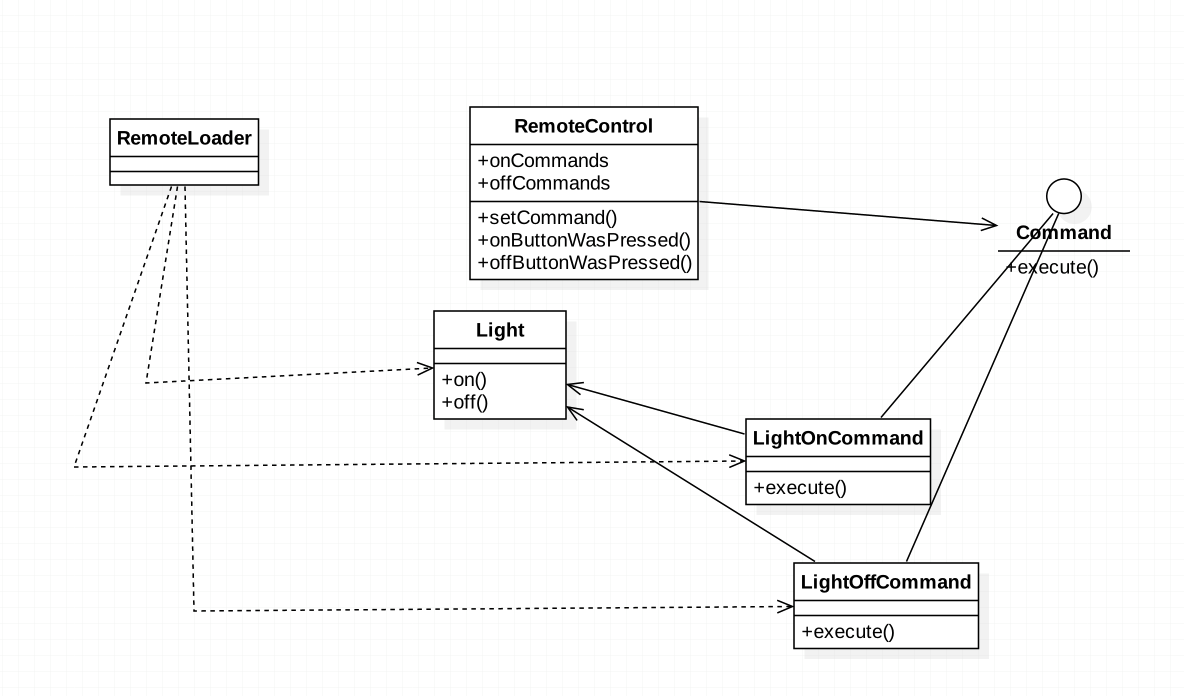 RemoteLoader
RemoteControl
+onCommands
+offCommands
+setCommand()
+onButtonWasPressed()
+offButtonWasPressed()
Command
+execute()
Light
+on()
+off()
LightOnCommand
+execute()
LightOffCommand
+execute()